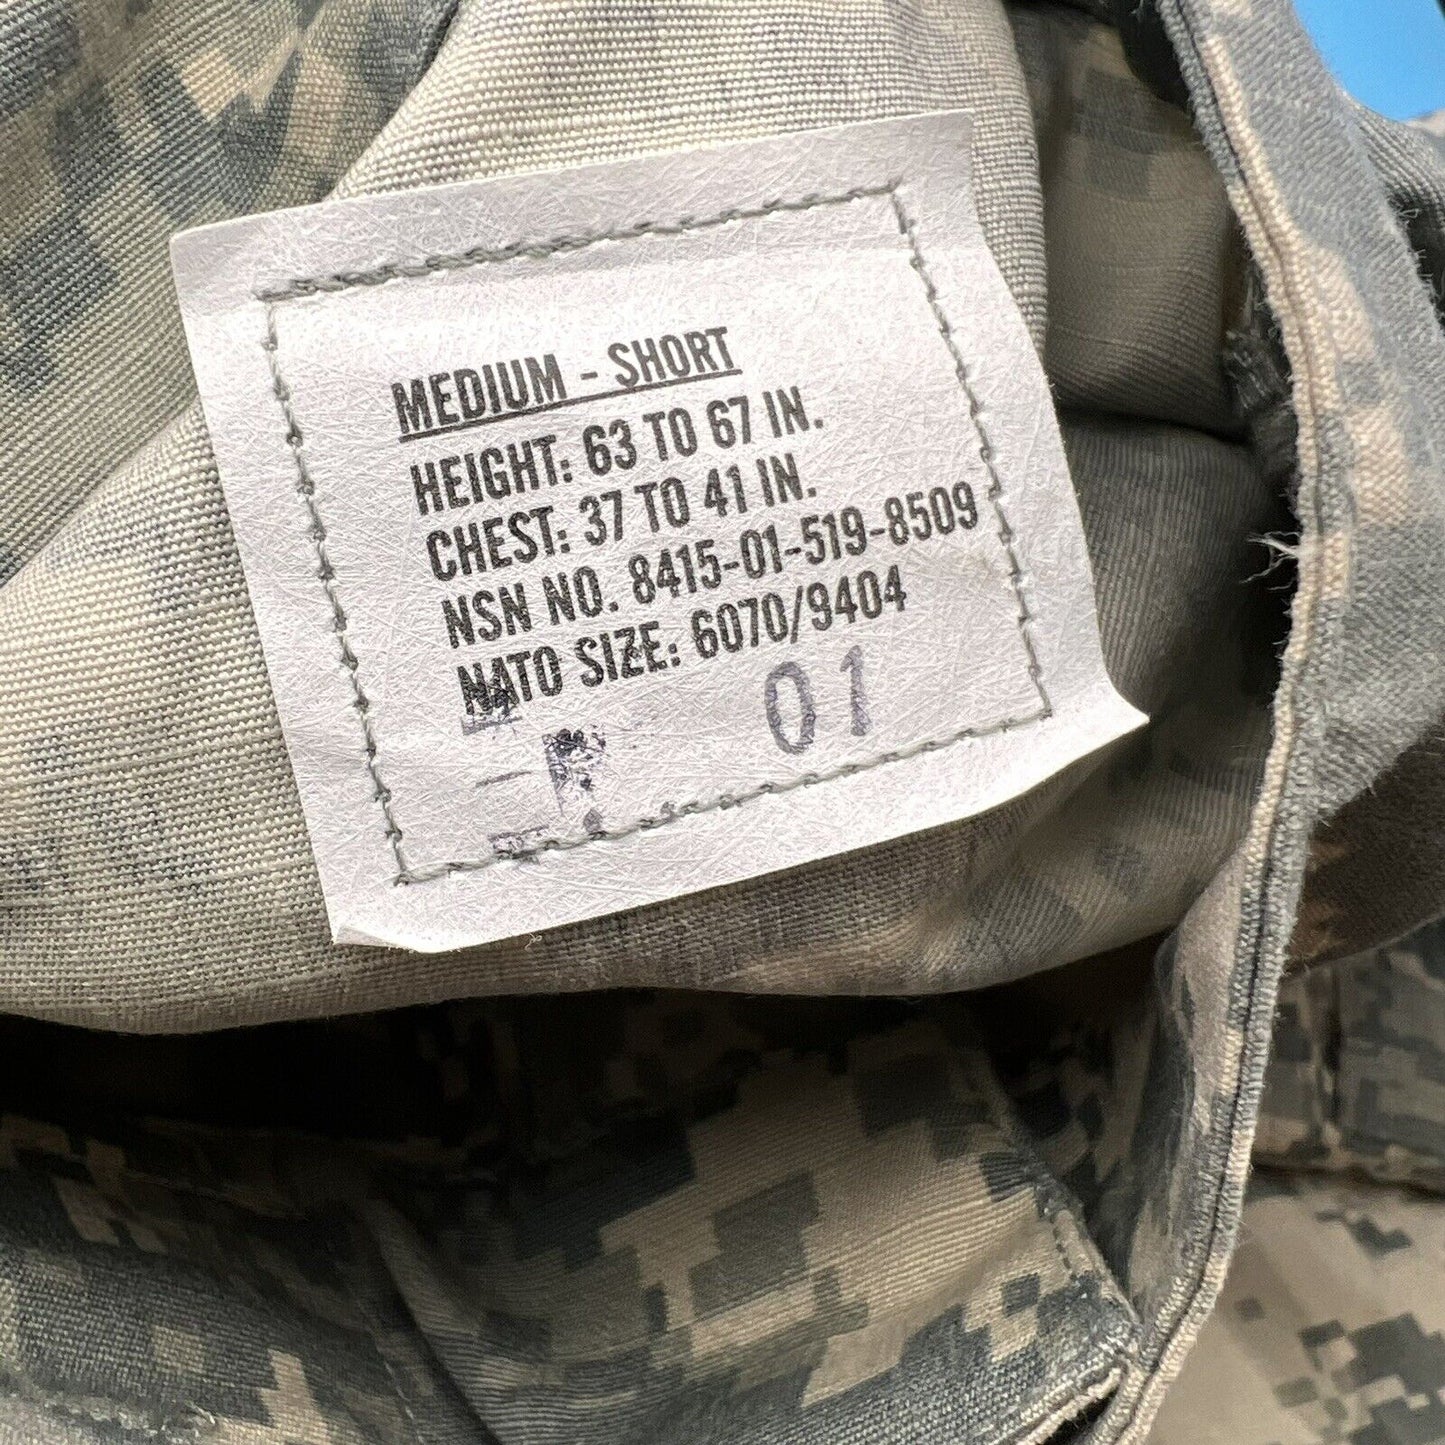 MEDIUM - SHORT
HEIGHT: 63 TO 67 IN.
CHEST: 37 TO 41 IN.
NSN NO. 8415-01-519-8509
NATO SIZE: 6070/9404
01